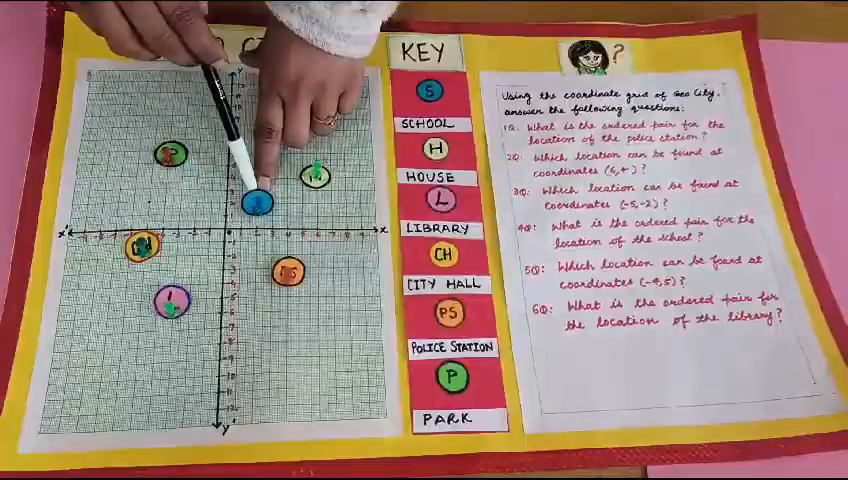 KEY
?
S
SCHOOL
H
HOUSE
L
LIBRARY
CH
CITY HALL
PS
POLICE STATION
P
PARK
Using the coordinate grid of Geo City,
answer the following questions:
1Q: What is the ordered pair for the
location of the police station?
2Q: Which location can be found at
coordinates (6,4)?
3Q: Which location can be found at
coordinates (-5,-2)?
4Q: What is the ordered pair for the
location of the school?
5Q: Which location can be found at
coordinates (-4,5)?
6Q: What is the ordered pair for
the location of the library?
X'
X
Y